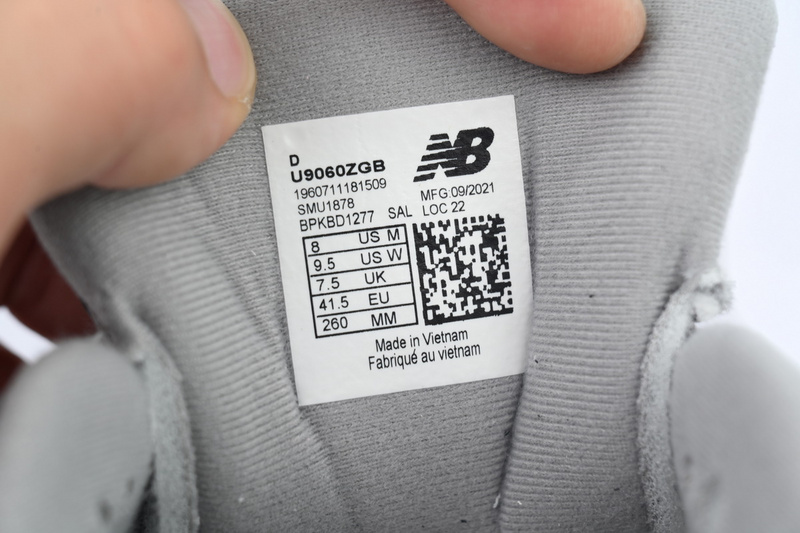 D
U9060ZGB
1960711181509
SMU1878
BPKBD1277 SAL
NB
MFG:09/2021
LOC 22
8 US M
9.5 US W
7.5 UK
41.5 EU
260 MM
Made in Vietnam
Fabriqué au vietnam